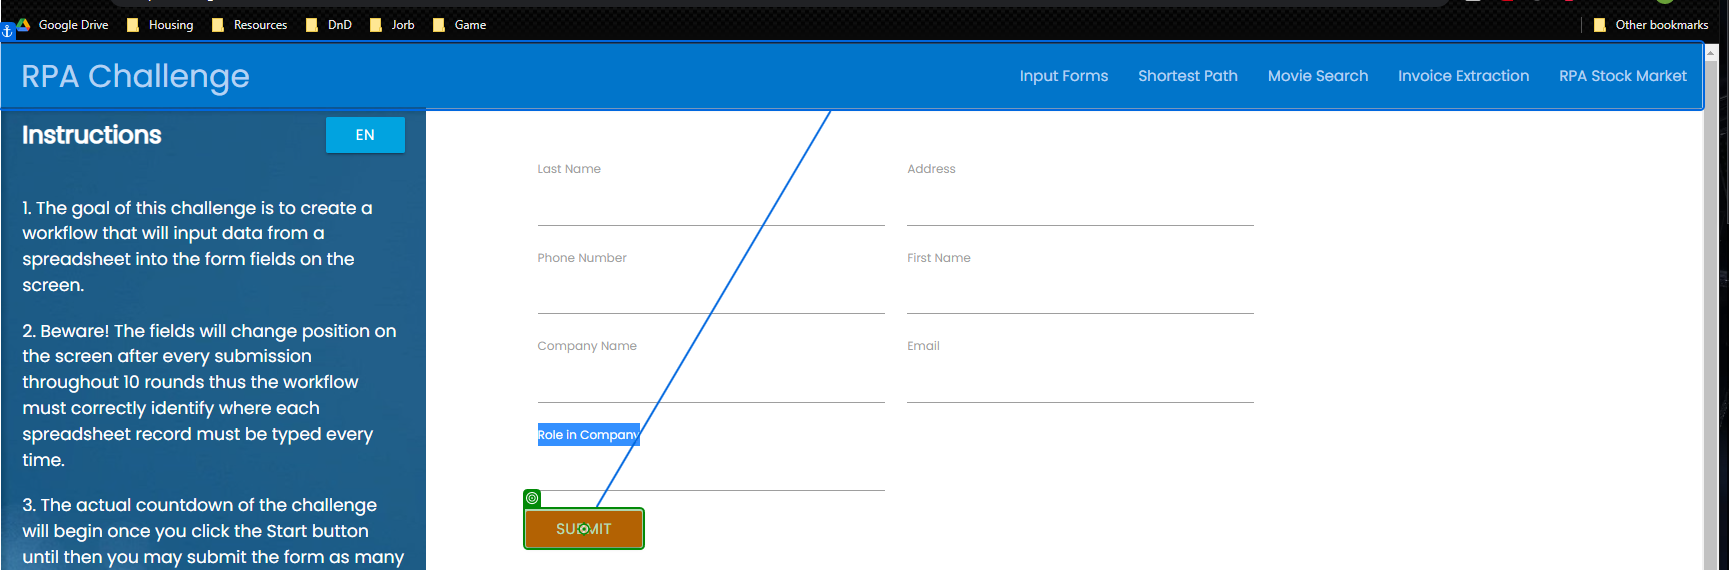 Google Drive Housing Resources DnD Jorb Game Other bookmarks
RPA Challenge Input Forms Shortest Path Movie Search Invoice Extraction RPA Stock Market
Instructions EN
1. The goal of this challenge is to create a
workflow that will input data from a
spreadsheet into the form fields on the
screen.
2. Beware! The fields will change position on
the screen after every submission
throughout 10 rounds thus the workflow
must correctly identify where each
spreadsheet record must be typed every
time.
3. The actual countdown of the challenge
will begin once you click the Start button
until then you may submit the form as many
Last Name Address
Phone Number First Name
Company Name Email
Role in Company
SUBMIT